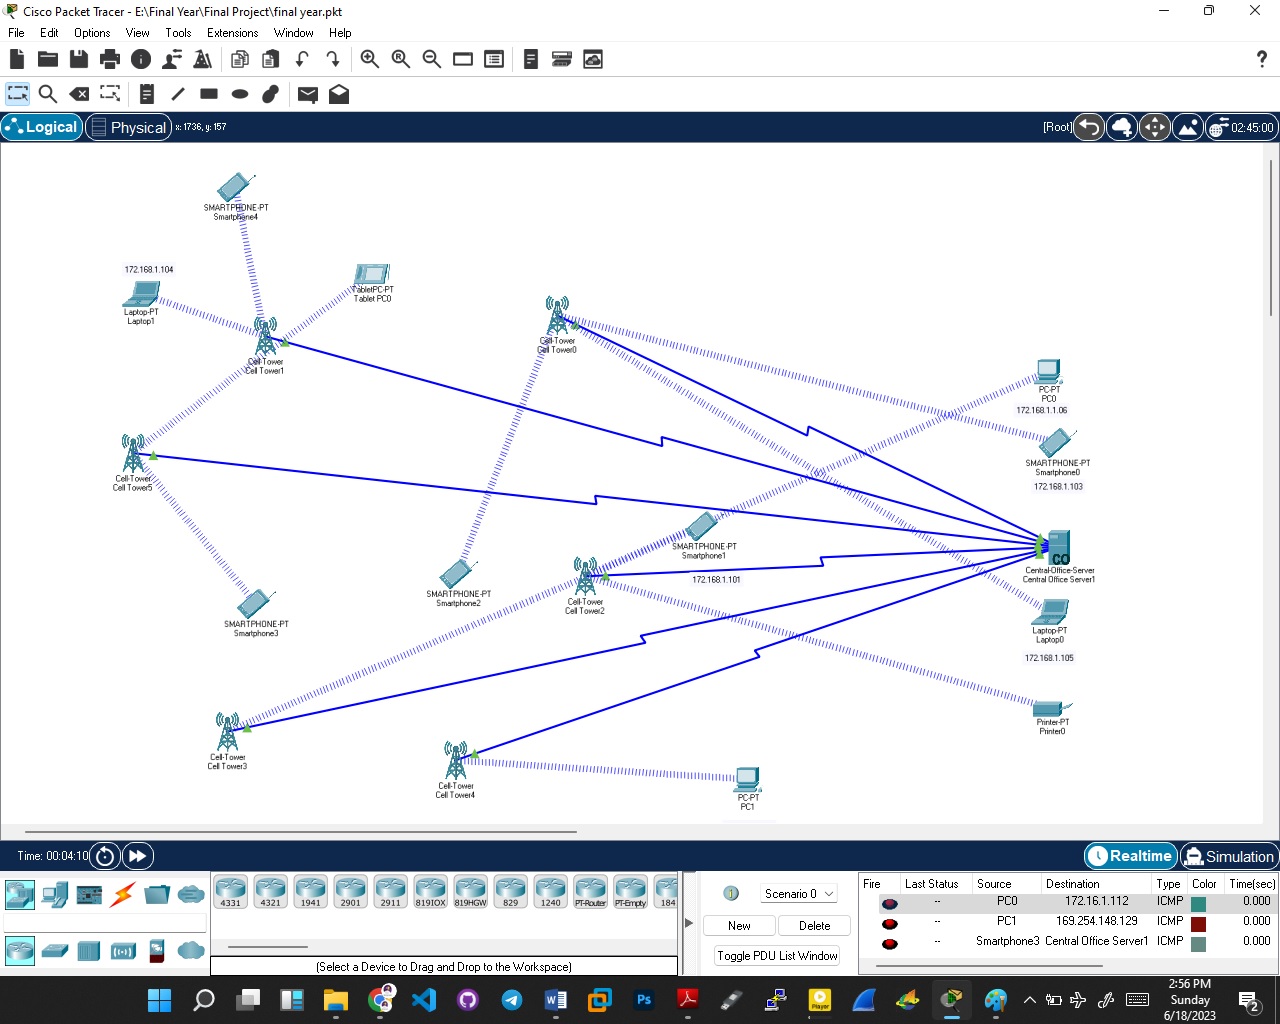 Cisco Packet Tracer - E:\Final Year\Final Project\final year.pkt
File Edit Options View Tools Extensions Window Help
Logical Physical x: 1736, y: 157 [Root] 02:45:00
SMARTPHONE-PT
Smartphone4
172.168.1.104
TabletPC-PT
Tablet PC0
Laptop-PT
Laptop1
Cell-Tower
Cell Tower1
Cell-Tower
Cell Tower0
PC-PT
PC0
172.168.1.1.06
SMARTPHONE-PT
Smartphone0
172.168.1.103
Cell-Tower
Cell Tower5
SMARTPHONE-PT
Smartphone1
172.168.1.101
Central-Office-Server
Central Office Server1
CO
SMARTPHONE-PT
Smartphone2
Cell-Tower
Cell Tower2
SMARTPHONE-PT
Smartphone3
Laptop-PT
Laptop0
172.168.1.105
Printer-PT
Printer0
Cell-Tower
Cell Tower3
Cell-Tower
Cell Tower4
PC-PT
PC1
Time: 00:04:10 Realtime Simulation
4331 4321 1941 2901 2911 819IOX 819HGW 829 1240 PT-Router PT-Empty 184
(Select a Device to Drag and Drop to the Workspace)
Scenario 0
New Delete
Toggle PDU List Window
Fire Last Status Source Destination Type Color Time(sec)
-- PC0 172.16.1.112 ICMP 0.000
-- PC1 169.254.148.129 ICMP 0.000
-- Smartphone3 Central Office Server1 ICMP 0.000
Ps
Player
2:56 PM
Sunday
6/18/2023
2